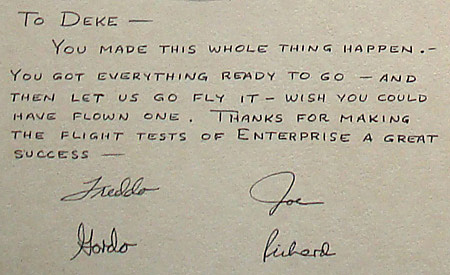 To Deke —
You made this whole thing happen.—
You got everything ready to go — and
then let us go fly it — wish you could
have flown one. Thanks for making
the flight tests of Enterprise a great
success —
Freddo Joe
Gordo Richard